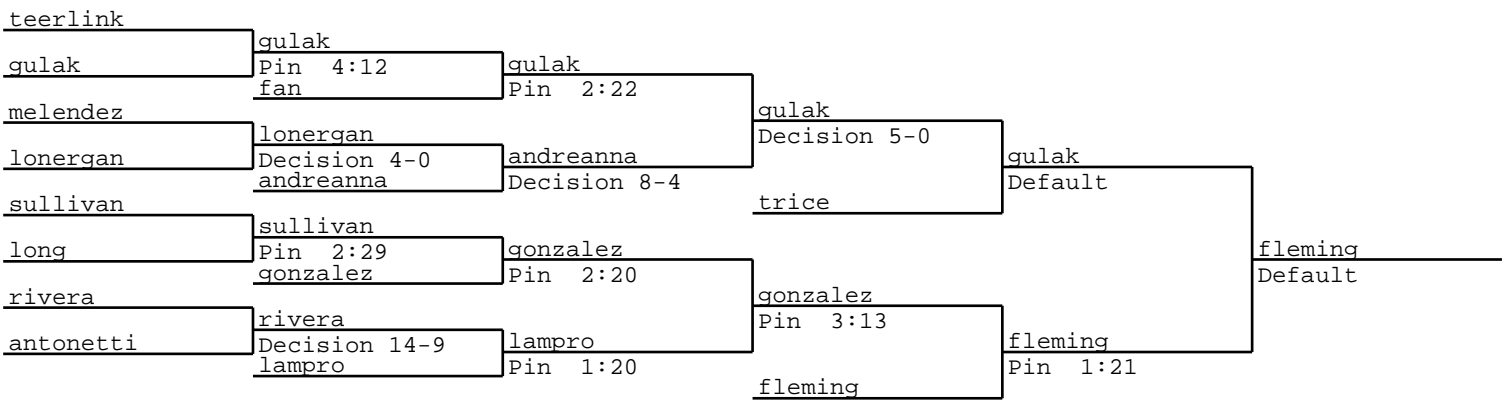 teerlink
gulak
gulak
Pin 4:12
gulak
fan
Pin 2:22
melendez
gulak
lonergan
Decision 5-0
lonergan
Decision 4-0
andreanna
gulak
andreanna
Decision 8-4
Default
sullivan
trice
sullivan
long
Pin 2:29
gonzalez
fleming
gonzalez
Pin 2:20
Default
rivera
gonzalez
rivera
Pin 3:13
antonetti
Decision 14-9
lampro
fleming
lampro
Pin 1:20
Pin 1:21
fleming